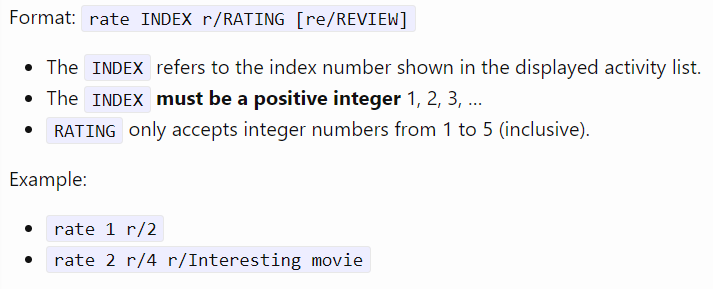 Format: rate INDEX r/RATING [re/REVIEW]
• The INDEX refers to the index number shown in the displayed activity list.
• The INDEX must be a positive integer 1, 2, 3, …
• RATING only accepts integer numbers from 1 to 5 (inclusive).
Example:
• rate 1 r/2
• rate 2 r/4 r/Interesting movie